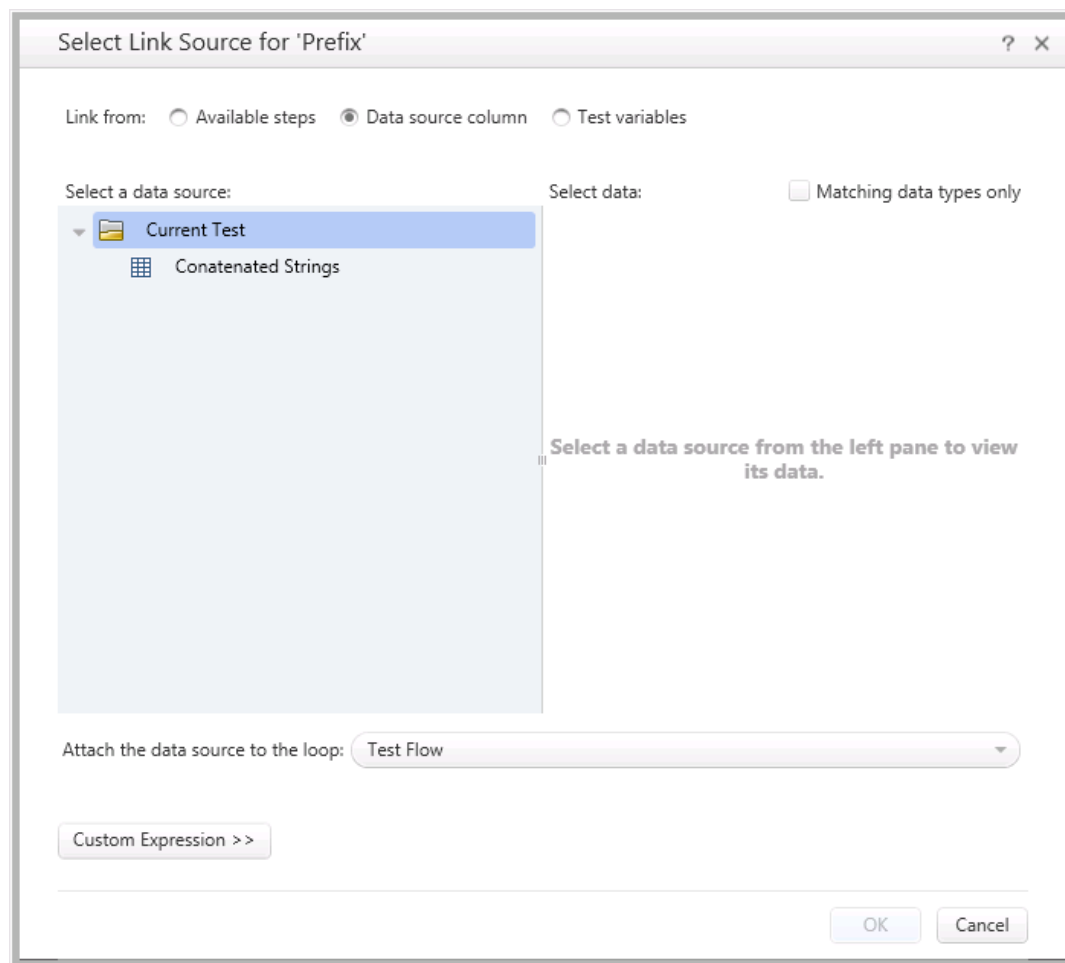 Select Link Source for 'Prefix'
? ×
Link from: Available steps Data source column Test variables
Select a data source: Select data: Matching data types only
Current Test
Conatenated Strings
Select a data source from the left pane to view
its data.
Attach the data source to the loop: Test Flow
Custom Expression >>
OK Cancel